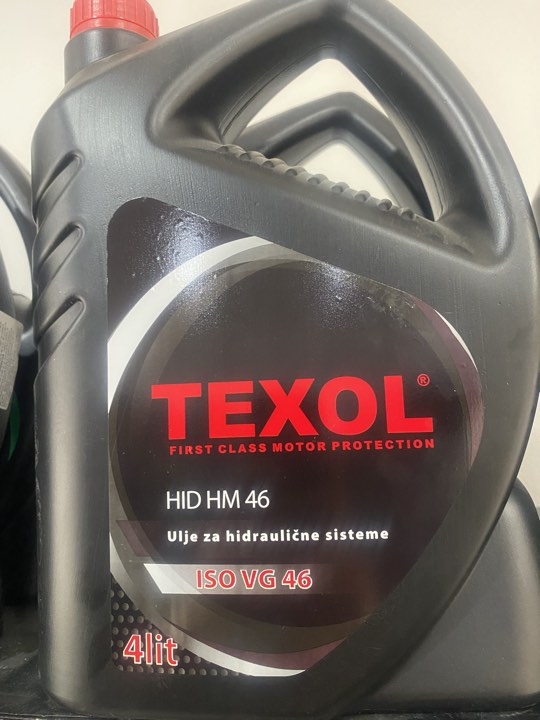 TEXOL®
FIRST CLASS MOTOR PROTECTION
HID HM 46
Ulje za hidraulične sisteme
ISO VG 46
4lit